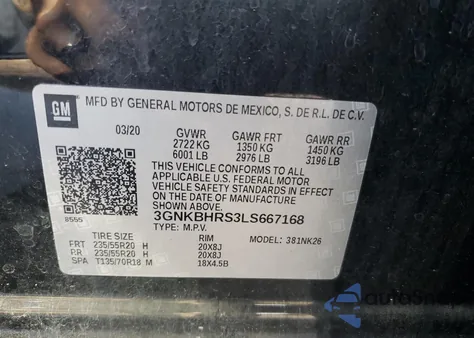 GM
MFD BY GENERAL MOTORS DE MEXICO, S. DE R.L. DE C.V.
03/20 GVWR GAWR FRT GAWR RR
2722 KG 1350 KG 1450 KG
6001 LB 2976 LB 3196 LB
THIS VEHICLE CONFORMS TO ALL
APPLICABLE U.S. FEDERAL MOTOR
VEHICLE SAFETY STANDARDS IN EFFECT
ON THE DATE OF MANUFACTURE SHOWN ABOVE.
8555 3GNKBHRS3LS667168
TYPE: M.P.V. MODEL: 381NK26
TIRE SIZE RIM
FRT 235/55R20 H 20X8J
RR 235/55R20 H 20X8J
SPA T135/70R18 M 18X4.5B